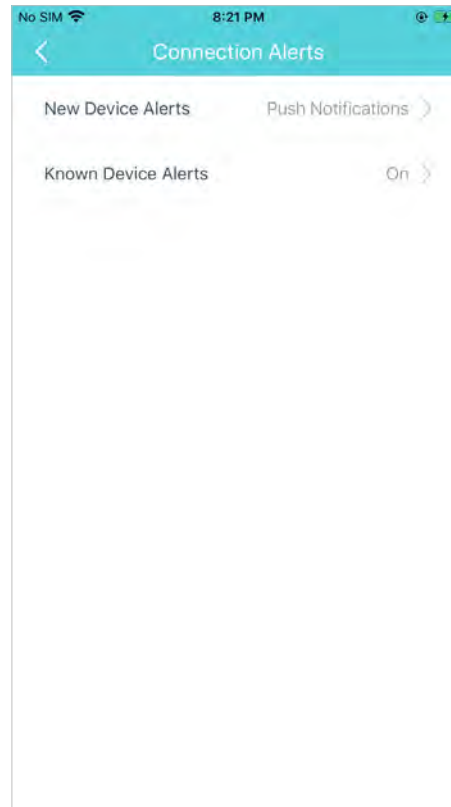 No SIM 8:21 PM
Connection Alerts
New Device Alerts Push Notifications
Known Device Alerts On